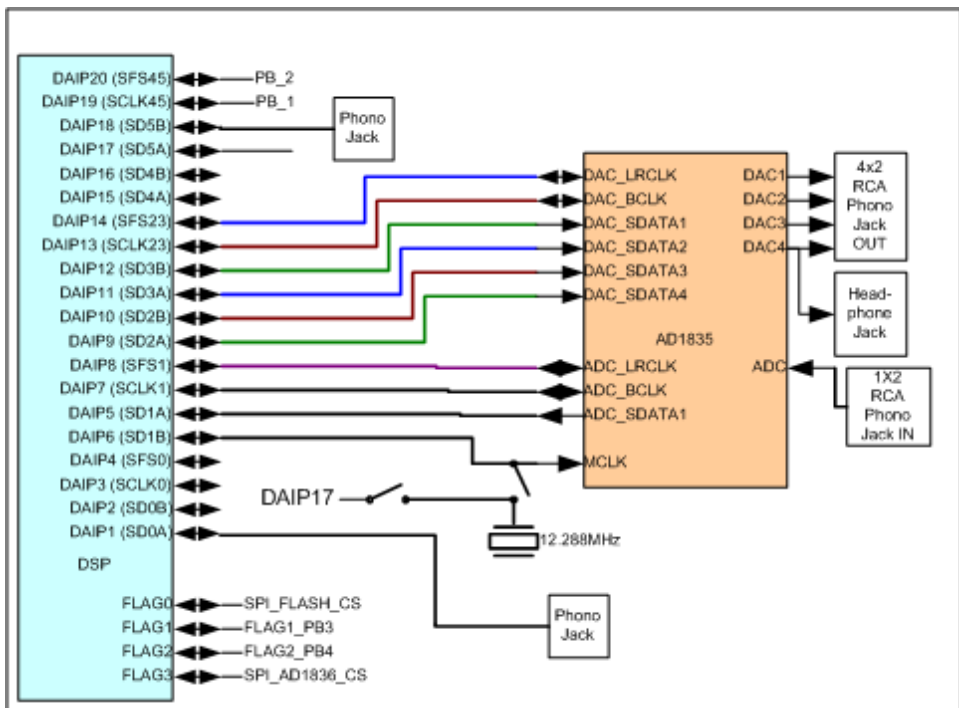 DAIP20 (SFS45)
PB_2
DAIP19 (SCLK45)
PB_1
DAIP18 (SD5B)
Phono
Jack
DAIP17 (SD5A)
DAIP16 (SD4B)
DAIP15 (SD4A)
DAIP14 (SFS23)
DAIP13 (SCLK23)
DAIP12 (SD3B)
DAIP11 (SD3A)
DAIP10 (SD2B)
DAIP9 (SD2A)
DAIP8 (SFS1)
DAIP7 (SCLK1)
DAIP5 (SD1A)
DAIP6 (SD1B)
DAIP4 (SFS0)
DAIP3 (SCLK0)
DAIP2 (SD0B)
DAIP1 (SD0A)
DSP
FLAG0
SPI_FLASH_CS
FLAG1
FLAG1_PB3
FLAG2
FLAG2_PB4
FLAG3
SPI_AD1836_CS
DAIP17
12.288MHz
Phono
Jack
DAC_LRCLK
DAC_BCLK
DAC_SDATA1
DAC_SDATA2
DAC_SDATA3
DAC_SDATA4
AD1835
ADC_LRCLK
ADC_BCLK
ADC_SDATA1
MCLK
DAC1
DAC2
DAC3
DAC4
ADC
4x2
RCA
Phono
Jack
OUT
Head-
phone
Jack
1X2
RCA
Phono
Jack IN